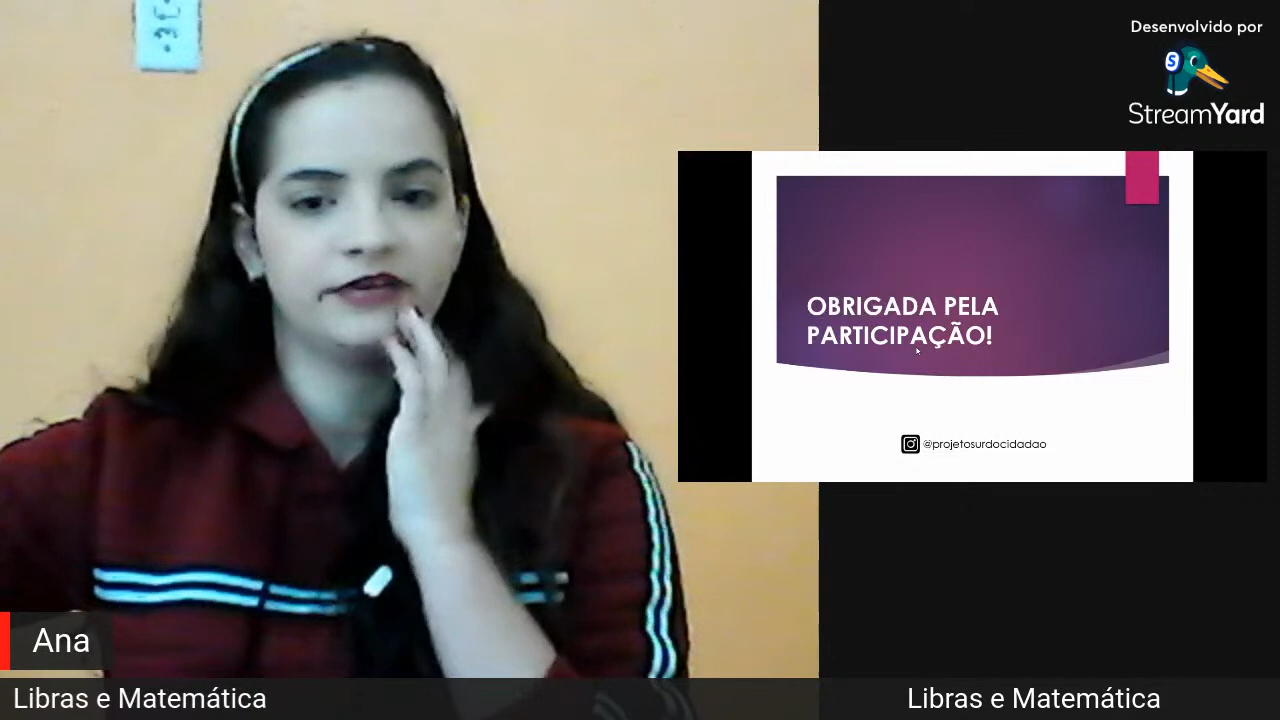 Desenvolvido por
S
StreamYard
OBRIGADA PELA
PARTICIPAÇÃO!
@projetosurdocidadao
Ana
Libras e Matemática
Libras e Matemática